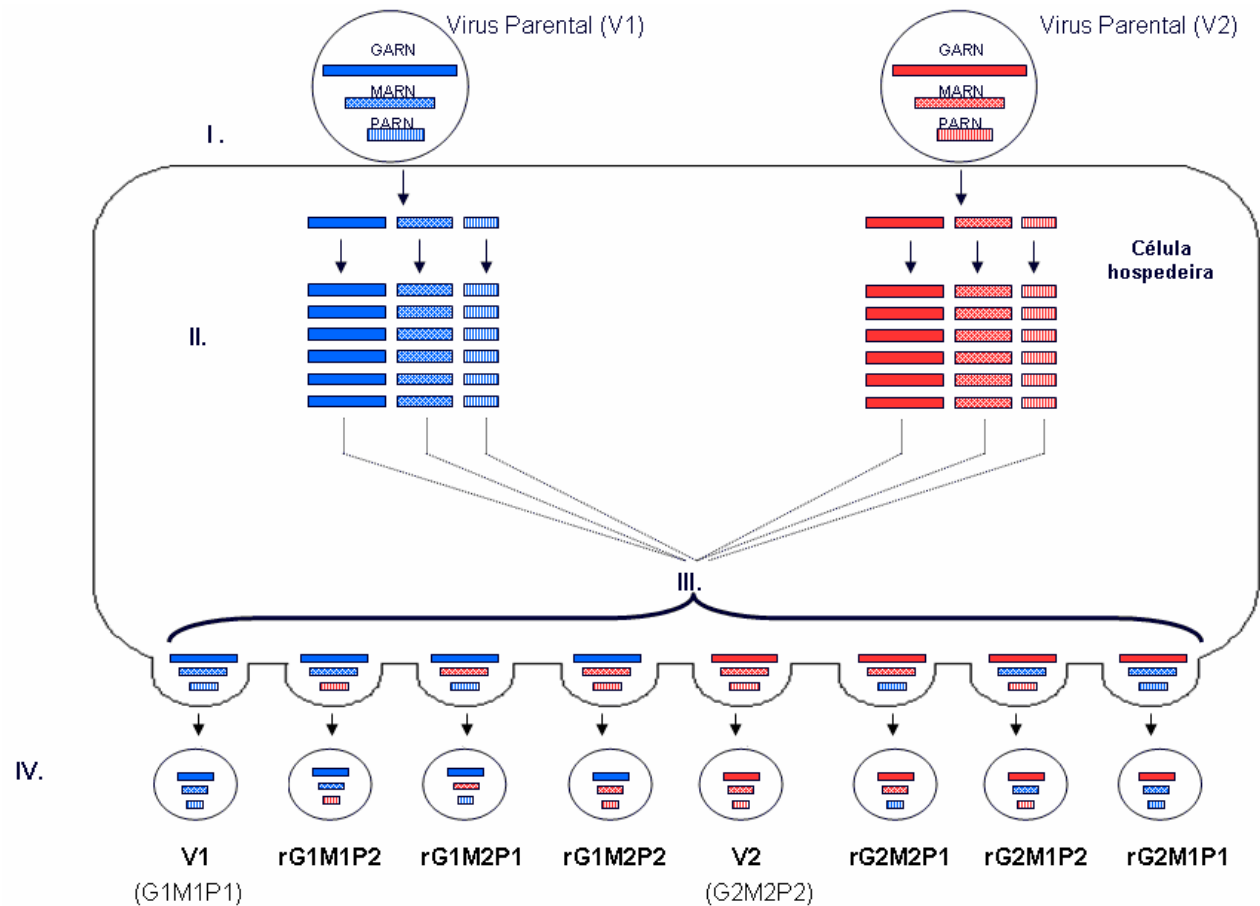 Virus Parental (V1)
Virus Parental (V2)
GARN
MARN
PARN
GARN
MARN
PARN
I .
Célula
hospedeira
II.
III.
IV.
V1
(G1M1P1)
rG1M1P2
rG1M2P1
rG1M2P2
V2
(G2M2P2)
rG2M2P1
rG2M1P2
rG2M1P1